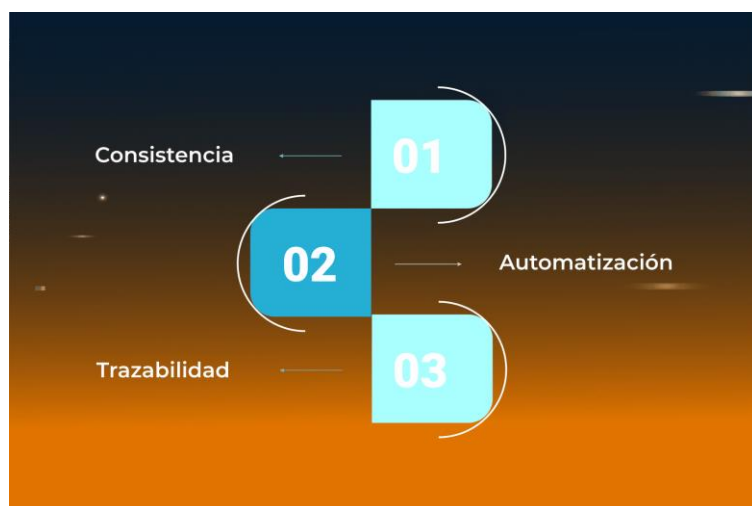 01
Consistencia
02
Automatización
03
Trazabilidad